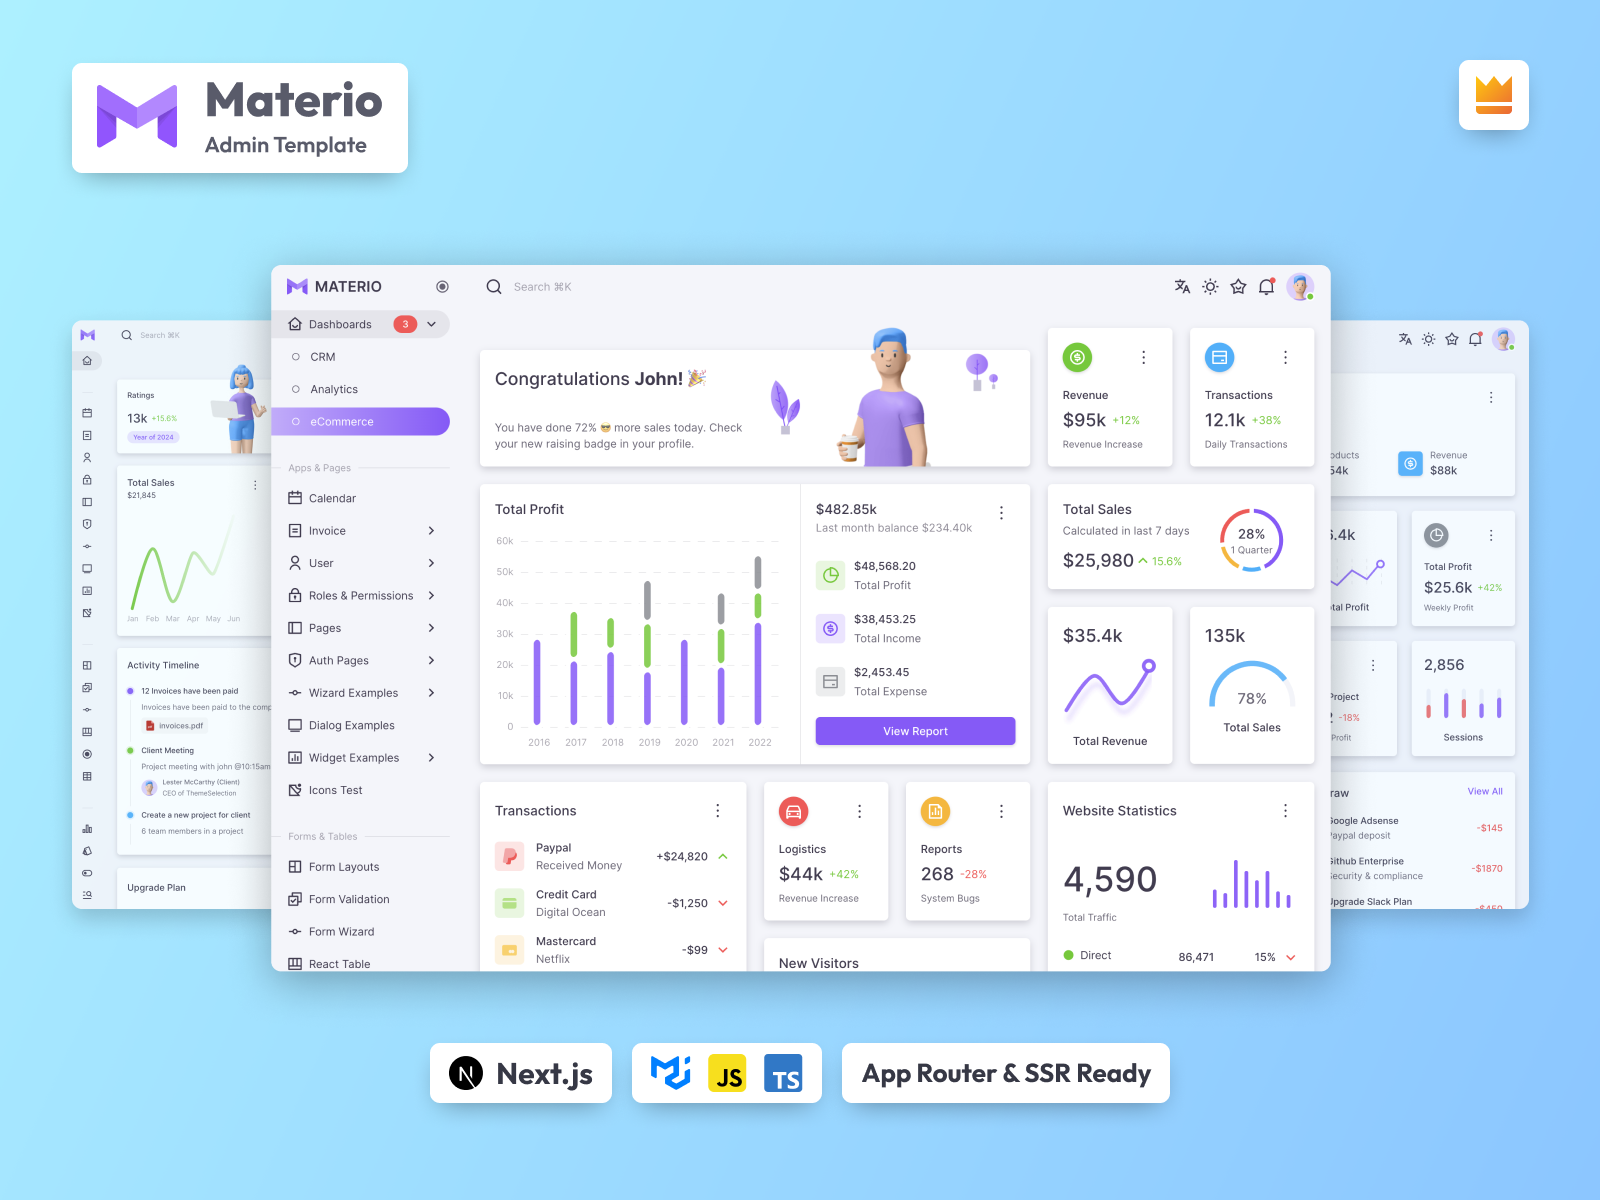 Materio
Admin Template
MATERIO
Search ⌘K
Dashboards 3
CRM
Analytics
eCommerce
Apps & Pages
Calendar
Invoice
User
Roles & Permissions
Pages
Auth Pages
Wizard Examples
Dialog Examples
Widget Examples
Icons Test
Forms & Tables
Form Layouts
Form Validation
Form Wizard
React Table
Congratulations John! 🎉
You have done 72% 😎 more sales today. Check
your new raising badge in your profile.
Revenue
$95k +12%
Revenue Increase
Transactions
12.1k +38%
Daily Transactions
Total Profit
60k
50k
40k
30k
20k
10k
0
2016 2017 2018 2019 2020 2021 2022
$482.85k
Last month balance $234.40k
$48,568.20
Total Profit
$38,453.25
Total Income
$2,453.45
Total Expense
View Report
Total Sales
Calculated in last 7 days
$25,980 15.6%
28%
1 Quarter
$35.4k
Total Revenue
135k
78%
Total Sales
Transactions
Paypal
Received Money
+$24,820
Credit Card
Digital Ocean
-$1,250
Mastercard
Netflix
-$99
Logistics
$44k +42%
Revenue Increase
Reports
268 -28%
System Bugs
New Visitors
Website Statistics
4,590
Total Traffic
Direct 86,471 15%
Search ⌘K
Ratings
13k +15.6%
Year of 2024
Total Sales
$21,845
Jan Feb Mar Apr May Jun
Activity Timeline
12 Invoices have been paid
Invoices have been paid to the comp
invoices.pdf
Client Meeting
Project meeting with john @10:15am
Lester McCarthy (Client)
CEO of ThemeSelection
Create a new project for client
6 team members in a project
Upgrade Plan
oducts
54k
Revenue
$88k
6.4k
tal Profit
Total Profit
$25.6k +42%
Weekly Profit
Project
-18%
Profit
2,856
Sessions
raw
View All
Google Adsense
Paypal deposit
-$145
Github Enterprise
Security & compliance
-$1870
Upgrade Slack Plan
-$450
Next.js
JS
TS
App Router & SSR Ready